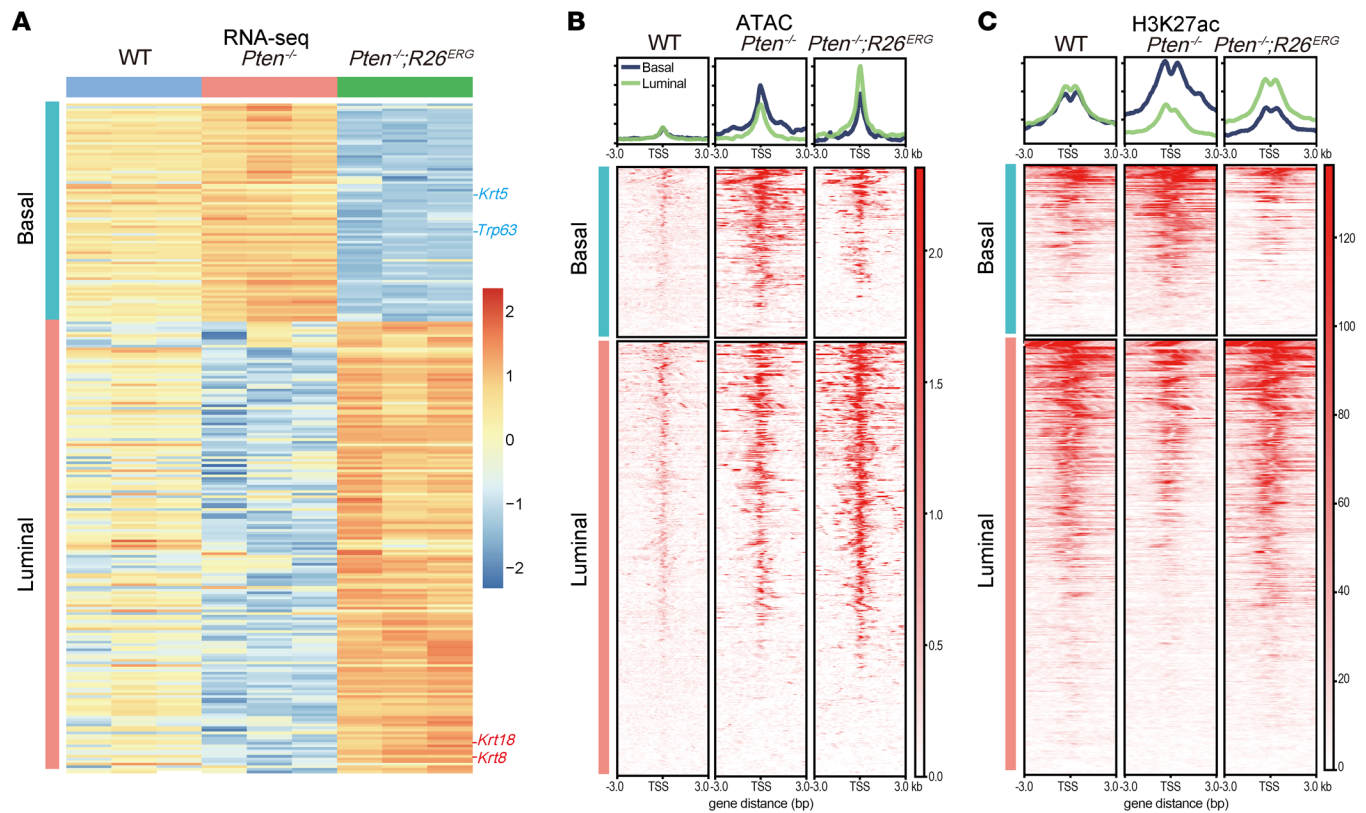 A
RNA-seq
WT
Pten-/-
Pten-/-;R26ERG
Basal
Luminal
Krt5
Trp63
Krt18
Krt8
2
1
0
−1
−2
B
ATAC
WT
Pten-/-
Pten-/-;R26ERG
Basal
Luminal
-3.0 TSS 3.0 -3.0 TSS 3.0 -3.0 TSS 3.0 kb
Basal
Luminal
2.0
1.5
1.0
0.5
0.0
-3.0 TSS 3.0 -3.0 TSS 3.0 -3.0 TSS 3.0 kb
gene distance (bp)
C
H3K27ac
WT
Pten-/-
Pten-/-;R26ERG
-3.0 TSS 3.0 -3.0 TSS 3.0 -3.0 TSS 3.0 kb
Basal
Luminal
120
100
80
60
40
20
0
-3.0 TSS 3.0 -3.0 TSS 3.0 -3.0 TSS 3.0 kb
gene distance (bp)